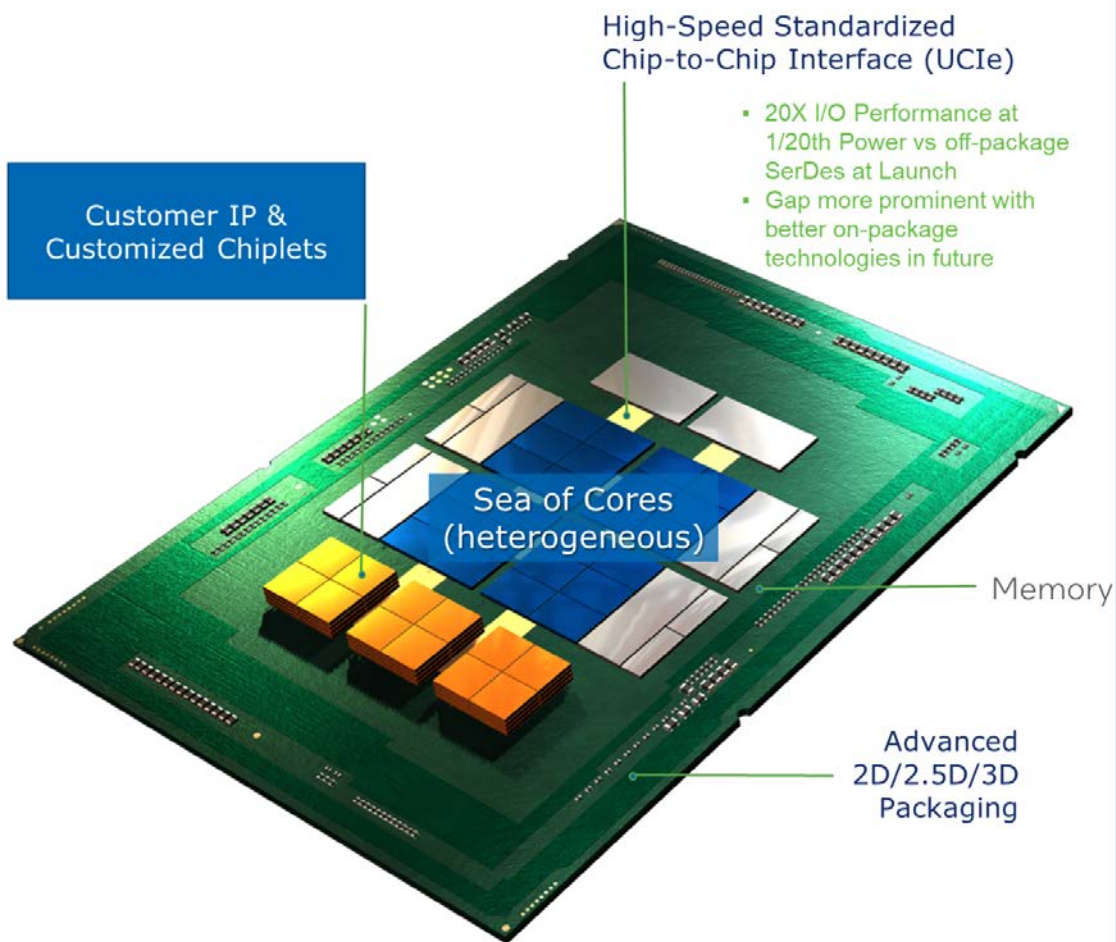 High-Speed Standardized
Chip-to-Chip Interface (UCIe)
▪ 20X I/O Performance at
1/20th Power vs off-package
SerDes at Launch
▪ Gap more prominent with
better on-package
technologies in future
Customer IP &
Customized Chiplets
Sea of Cores
(heterogeneous)
Memory
Advanced
2D/2.5D/3D
Packaging